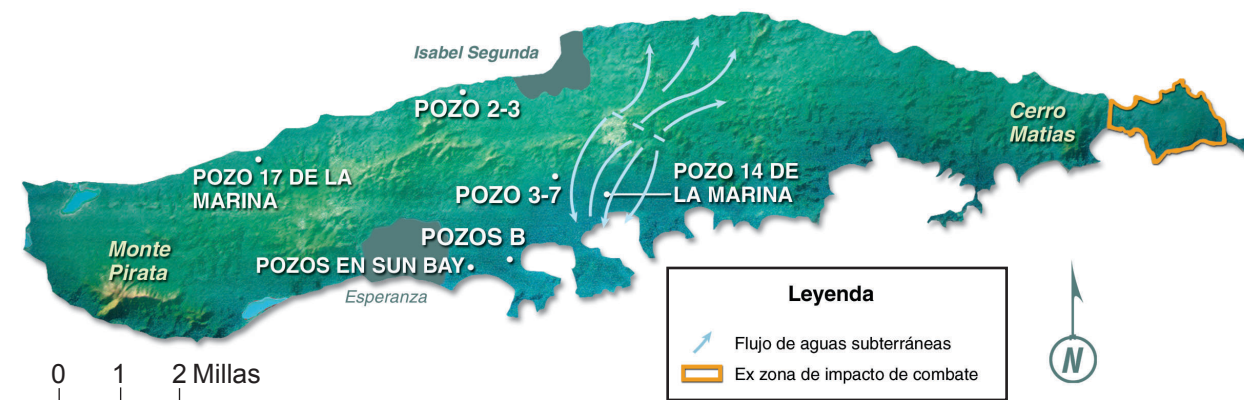 Isabel Segunda
POZO 2-3
Cerro
Matias
POZO 17 DE LA
MARINA
POZO 3-7
POZO 14 DE
LA MARINA
Monte
Pirata
POZOS B
POZOS EN SUN BAY
Esperanza
Leyenda
Flujo de aguas subterráneas
Ex zona de impacto de combate
N
0 1 2 Millas